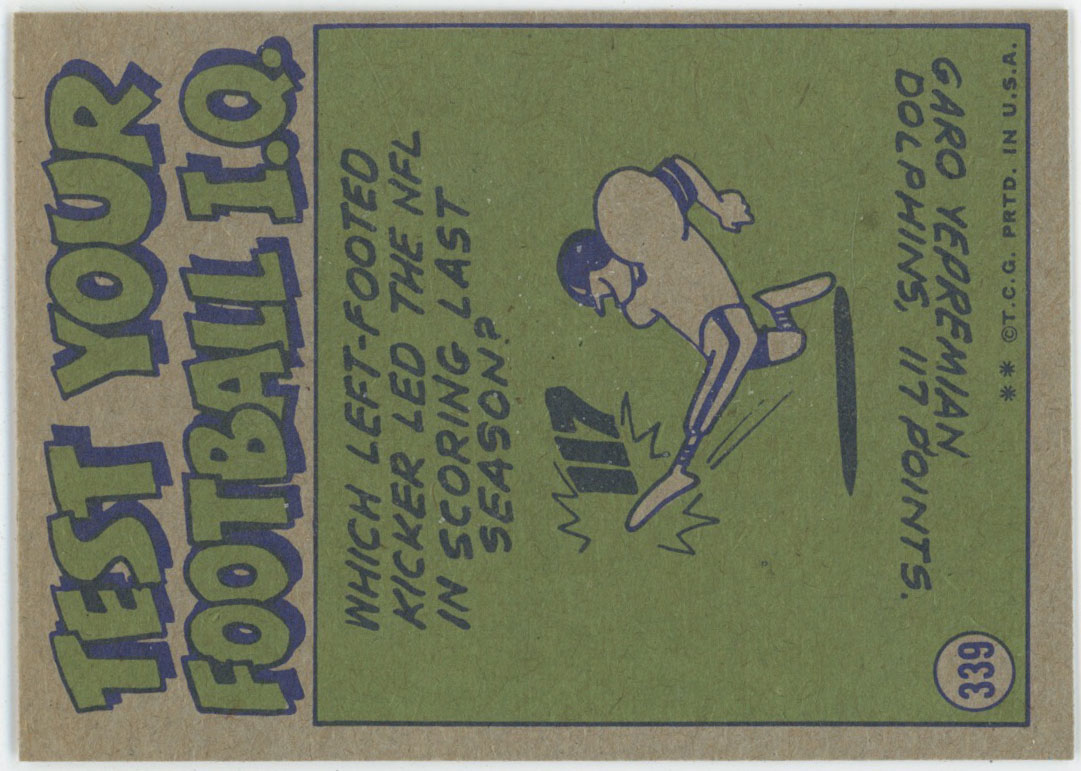 TEST YOUR
FOOTBALL I.Q.
WHICH LEFT-FOOTED
KICKER LED THE NFL
IN SCORING LAST
SEASON?
117
GARO YEPREMIAN
DOLPHINS, 117 POINTS.
339
** ©T.C.G. PRTD. IN U.S.A.